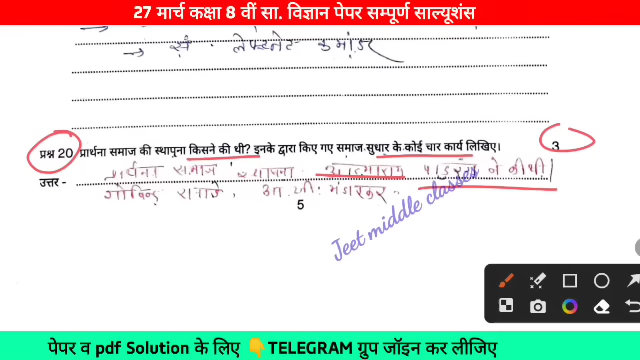 27 मार्च कक्षा 8 वीं सा. विज्ञान पेपर सम्पूर्ण साल्यूशंस
→ लेफ्टिनेंट कमांडर
प्रश्न 20 प्रार्थना समाज की स्थापना किसने की थी? इनके द्वारा किए गए समाज सुधार के कोई चार कार्य लिखिए। 3
उत्तर - प्रार्थना समाज स्थापना आत्माराम पांडुरंग ने की थी
गोविन्द रानाडे, आर.जी. भंडारकर
5
Jeet middle classes
पेपर व pdf Solution के लिए 👇 TELEGRAM ग्रुप जॉइन कर लीजिए